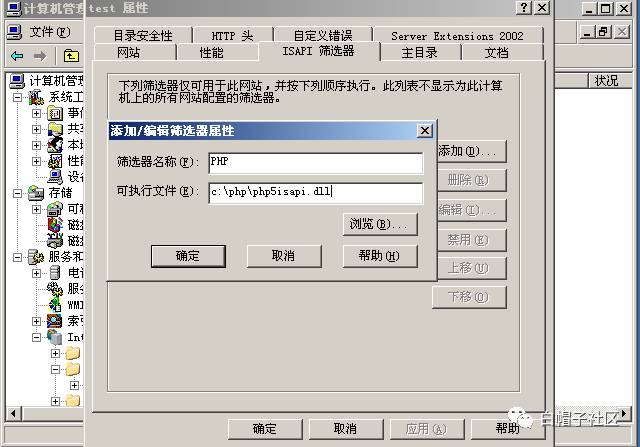 计算机管理
test 属性
文件(F)
目录安全性 HTTP 头 自定义错误 Server Extensions 2002
网站 性能 ISAPI 筛选器 主目录 文档
下列筛选器仅可用于此网站，并按下列顺序执行。此列表不显示为此计算
机上的所有网站配置的筛选器。
状况
计算机管理
系统工
事件
共享
本地
性能
设备
存储
可移
磁盘
磁盘
服务和
电话
服务
WMI
索引
Int
添加/编辑筛选器属性
筛选器名称(F):
PHP
可执行文件(E):
c:\php\php5isapi.dll
浏览(B)...
确定 取消 帮助(H)
添加(D)...
删除(R)
编辑(I)...
禁用(E)
上移(U)
下移(O)
确定 取消 应用(A) 帮助
白帽子社区